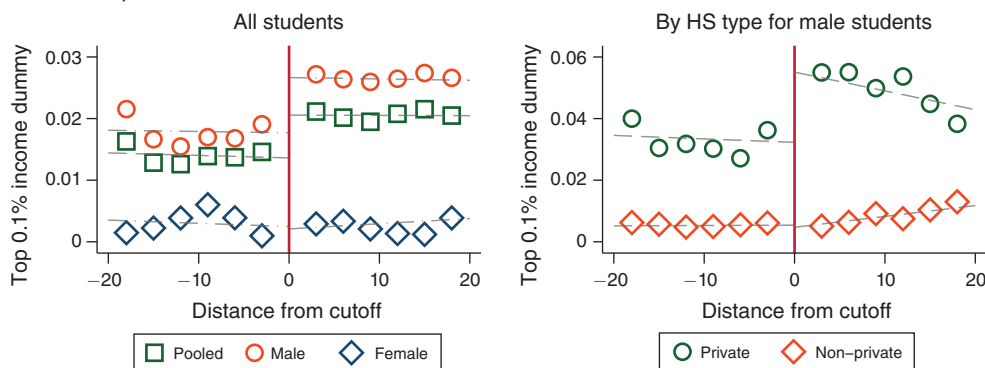 All students
Top 0.1% income dummy
0.03
0.02
0.01
0
−20
−10
0
10
20
Distance from cutoff
Pooled
Male
Female
By HS type for male students
Top 0.1% income dummy
0.06
0.04
0.02
0
−20
−10
0
10
20
Distance from cutoff
Private
Non−private